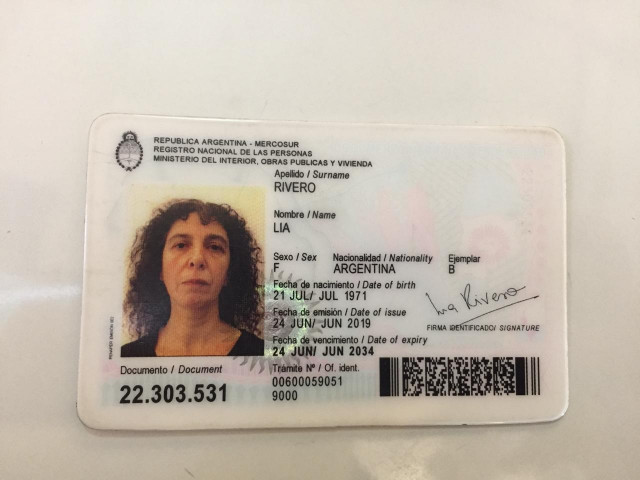 REPUBLICA ARGENTINA - MERCOSUR
REGISTRO NACIONAL DE LAS PERSONAS
MINISTERIO DEL INTERIOR, OBRAS PUBLICAS Y VIVIENDA
Apellido / Surname
RIVERO
Nombre / Name
LIA
Sexo / Sex Nacionalidad / Nationality Ejemplar
F ARGENTINA B
Fecha de nacimiento / Date of birth
21 JUL/ JUL 1971
Fecha de emisión / Date of issue
24 JUN/ JUN 2019
Lia Rivero
FIRMA IDENTIFICADO/ SIGNATURE
Fecha de vencimiento / Date of expiry
24 JUN/ JUN 2034
Documento / Document
22.303.531
Tramite Nº / Of. ident.
00600059051
9000